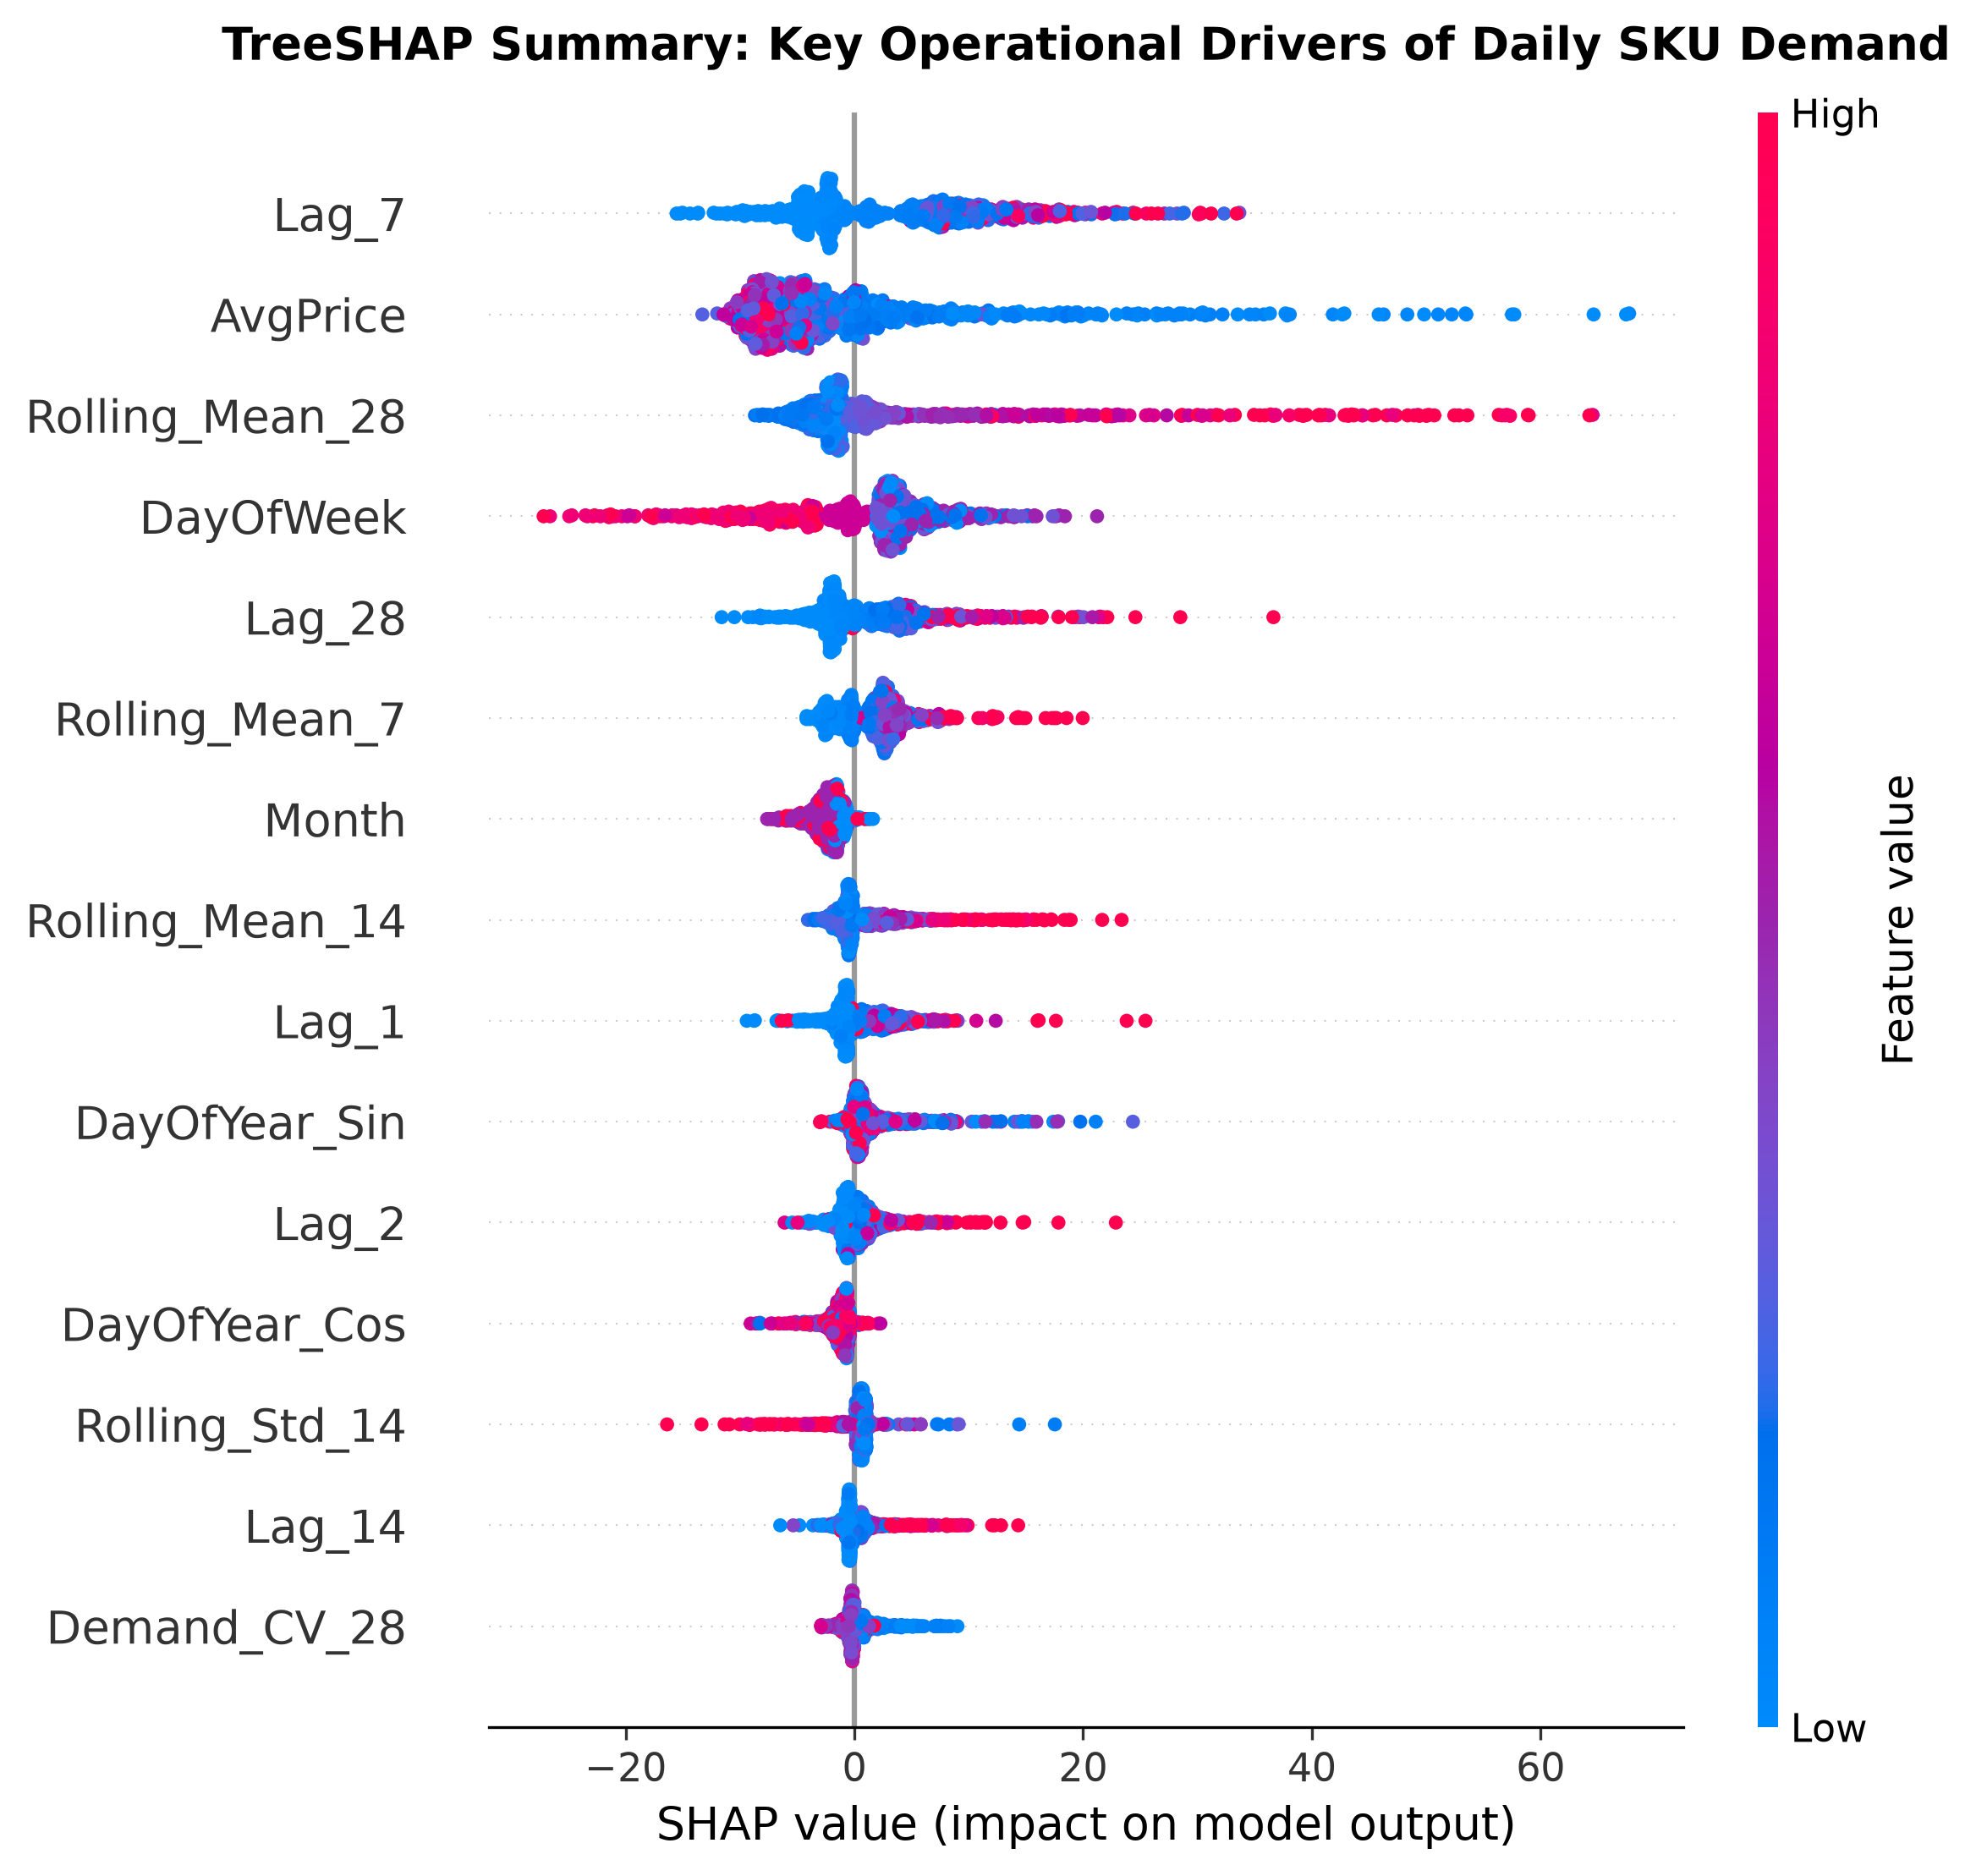 TreeSHAP Summary: Key Operational Drivers of Daily SKU Demand
High
Lag_7
AvgPrice
Rolling_Mean_28
DayOfWeek
Lag_28
Rolling_Mean_7
Month
Rolling_Mean_14
Lag_1
DayOfYear_Sin
Lag_2
DayOfYear_Cos
Rolling_Std_14
Lag_14
Demand_CV_28
Feature value
Low
−20 0 20 40 60
SHAP value (impact on model output)